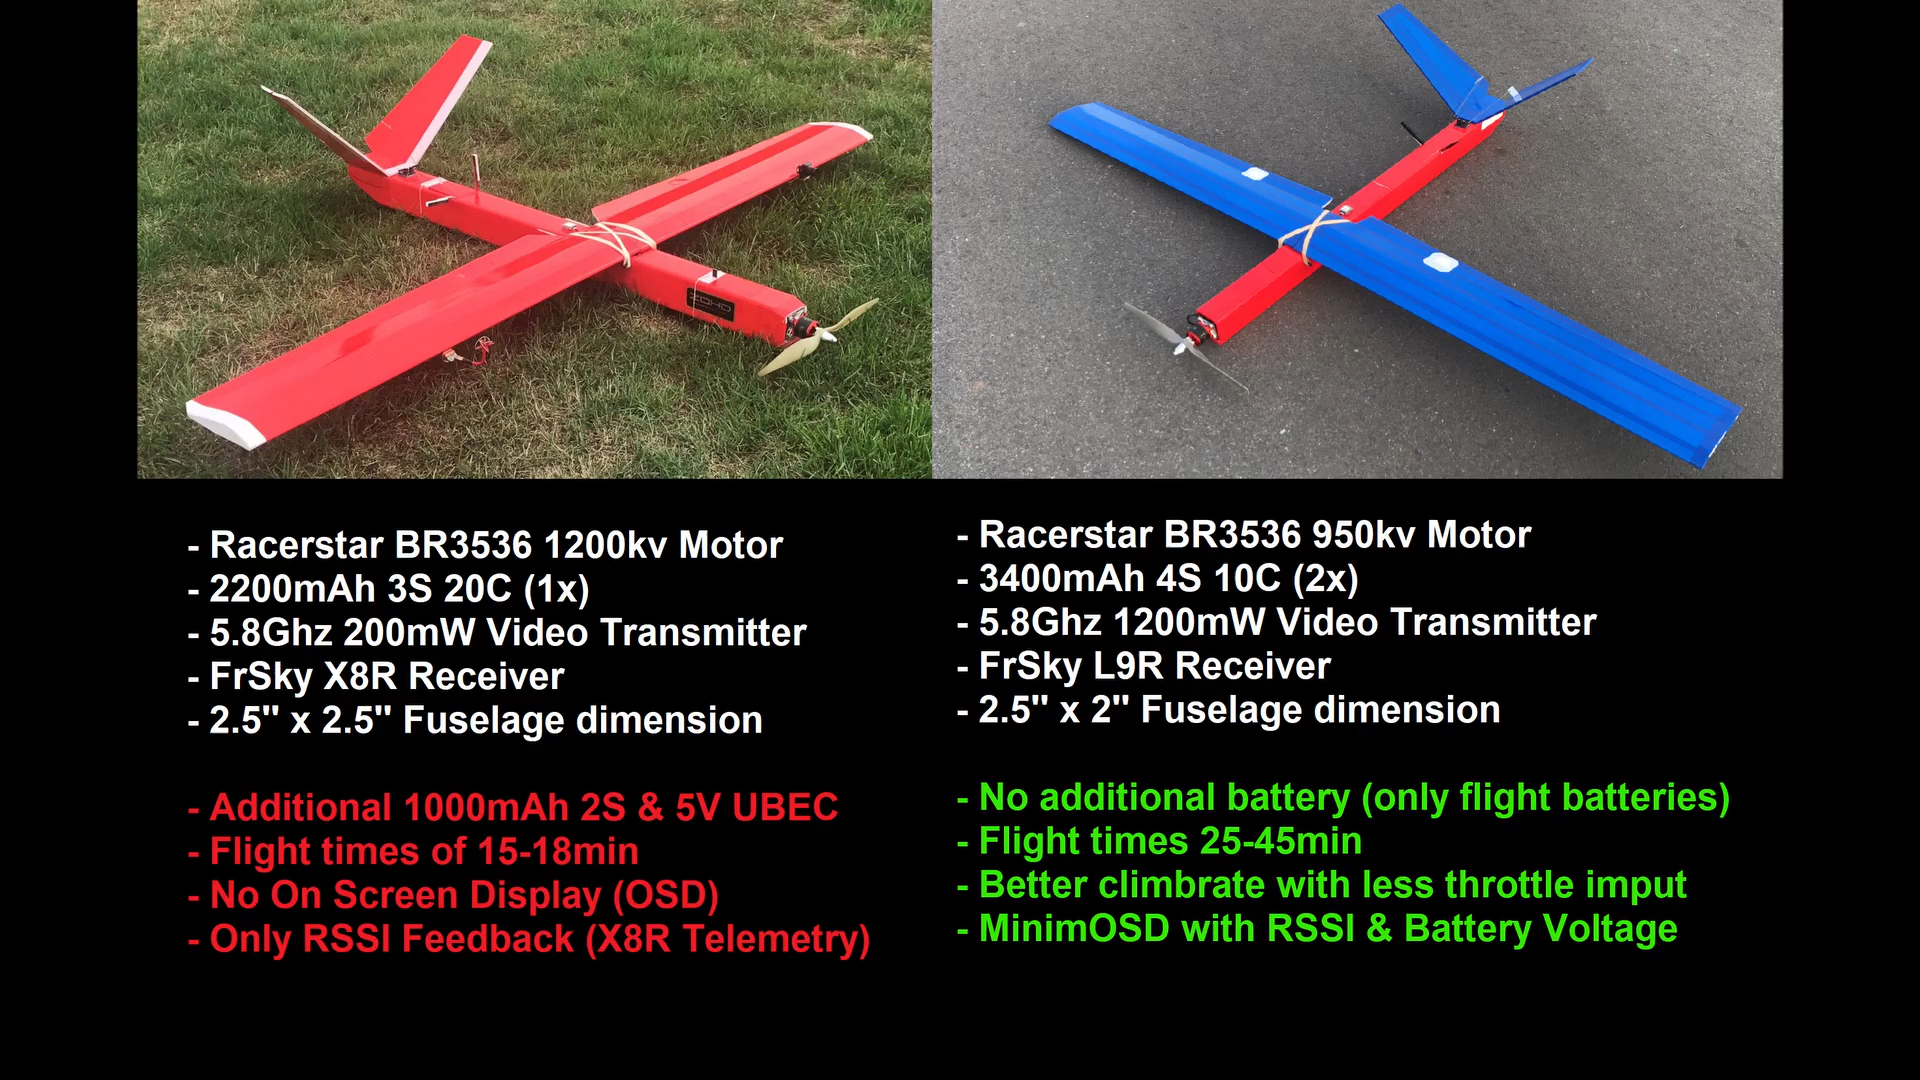 ZOHD
- Racerstar BR3536 1200kv Motor
- 2200mAh 3S 20C (1x)
- 5.8Ghz 200mW Video Transmitter
- FrSky X8R Receiver
- 2.5" x 2.5" Fuselage dimension
- Additional 1000mAh 2S & 5V UBEC
- Flight times of 15-18min
- No On Screen Display (OSD)
- Only RSSI Feedback (X8R Telemetry)
- Racerstar BR3536 950kv Motor
- 3400mAh 4S 10C (2x)
- 5.8Ghz 1200mW Video Transmitter
- FrSky L9R Receiver
- 2.5" x 2" Fuselage dimension
- No additional battery (only flight batteries)
- Flight times 25-45min
- Better climbrate with less throttle imput
- MinimOSD with RSSI & Battery Voltage